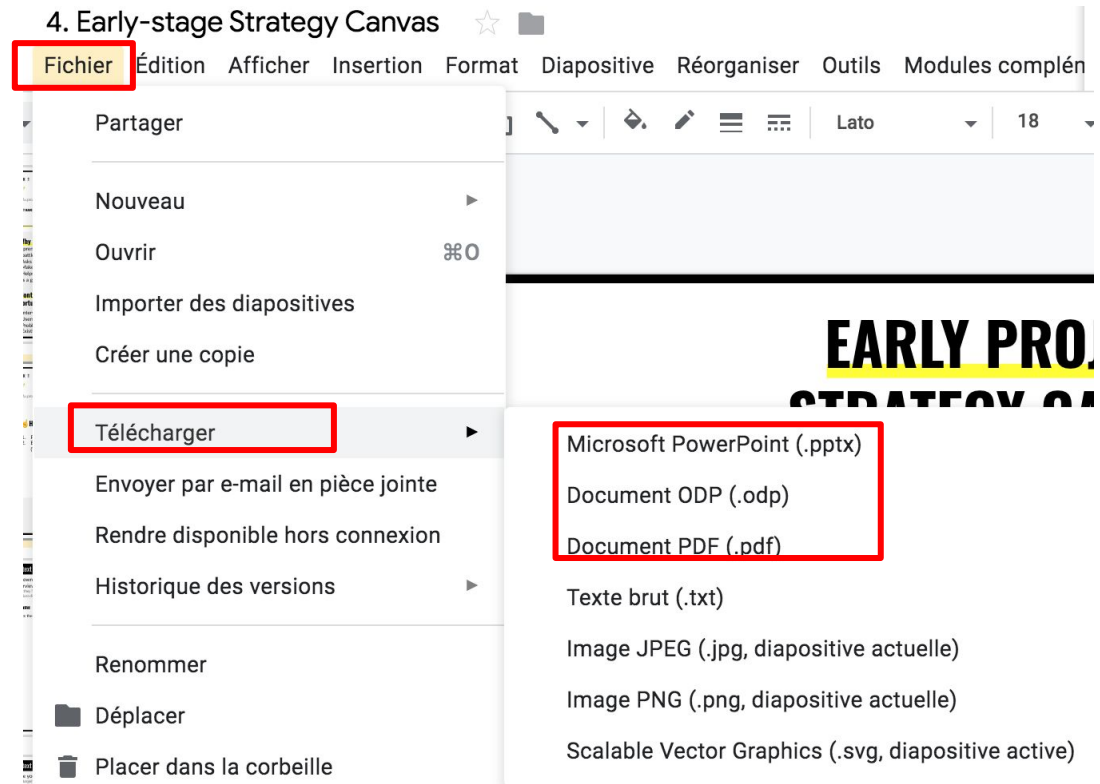 4. Early-stage Strategy Canvas
Fichier Édition Afficher Insertion Format Diapositive Réorganiser Outils Modules complén
Partager
Lato 18
Nouveau
Ouvrir ⌘O
Importer des diapositives
Créer une copie
EARLY PROJ
STRATEGY CA
Télécharger
Microsoft PowerPoint (.pptx)
Envoyer par e-mail en pièce jointe
Document ODP (.odp)
Rendre disponible hors connexion
Document PDF (.pdf)
Historique des versions
Texte brut (.txt)
Image JPEG (.jpg, diapositive actuelle)
Renommer
Image PNG (.png, diapositive actuelle)
Déplacer
Scalable Vector Graphics (.svg, diapositive active)
Placer dans la corbeille